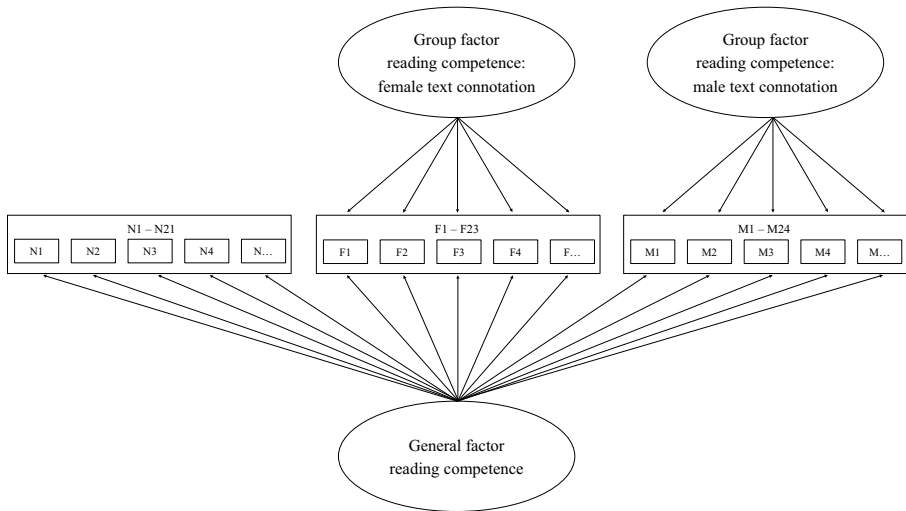 Group factor
reading competence:
female text connotation
Group factor
reading competence:
male text connotation
N1 – N21
N1 N2 N3 N4 N…
F1 – F23
F1 F2 F3 F4 F…
M1 – M24
M1 M2 M3 M4 M…
General factor
reading competence